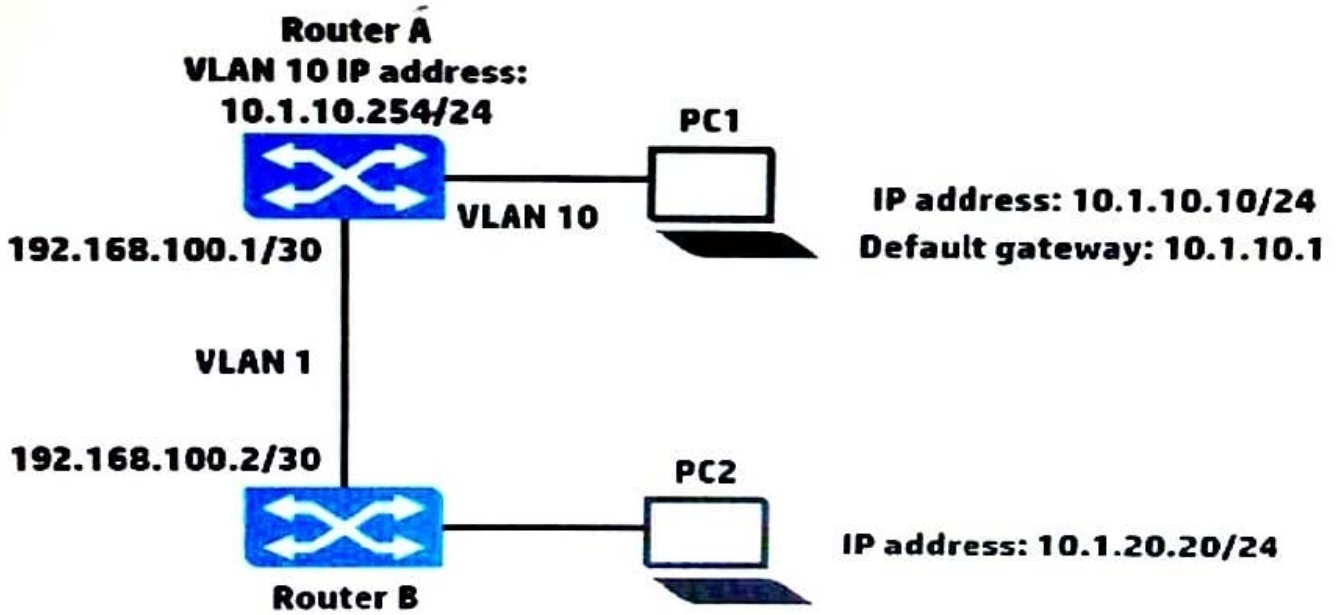 Router A
VLAN 10 IP address:
10.1.10.254/24
PC1
VLAN 10
IP address: 10.1.10.10/24
Default gateway: 10.1.10.1
192.168.100.1/30
VLAN 1
192.168.100.2/30
PC2
IP address: 10.1.20.20/24
Router B